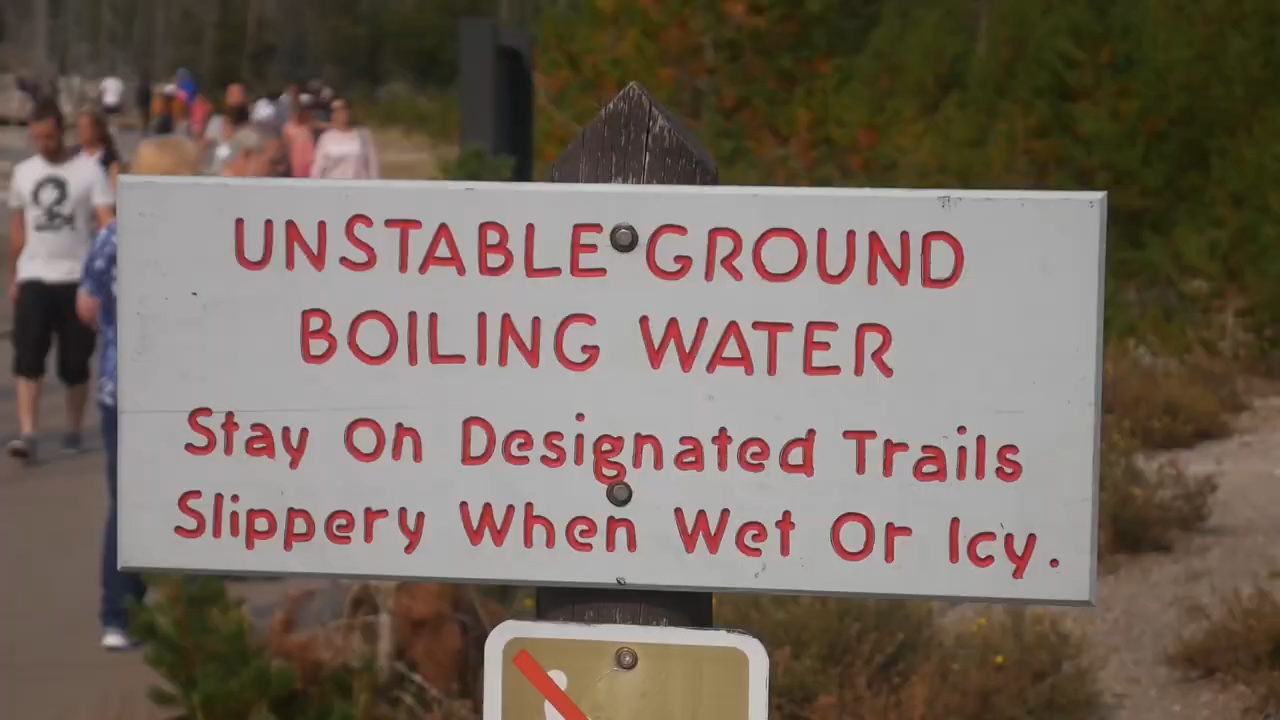 UNSTABLE GROUND
BOILING WATER
Stay On Designated Trails
Slippery When Wet Or Icy.